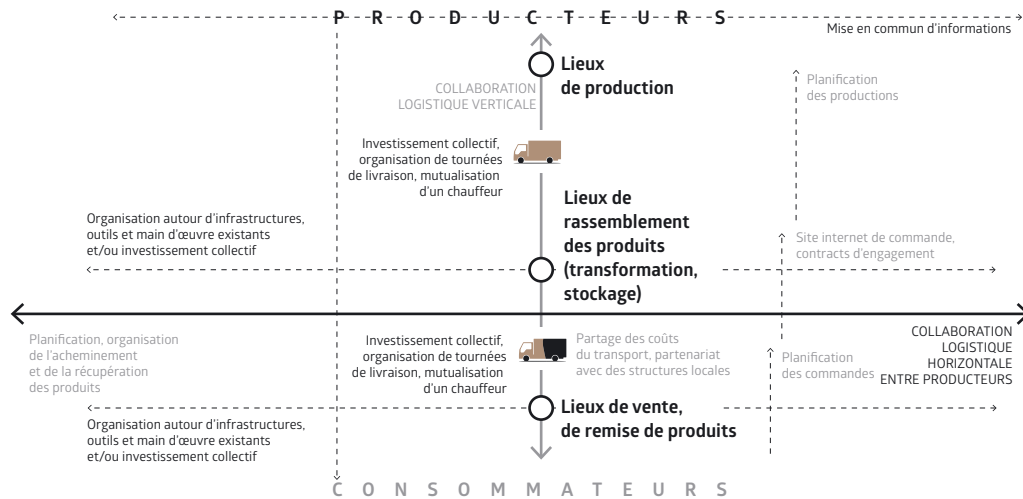 PRODUCTEURS
Mise en commun d'informations
Lieux
de production
COLLABORATION
LOGISTIQUE VERTICALE
Planification
des productions
Investissement collectif,
organisation de tournées
de livraison, mutualisation
d'un chauffeur
Lieux de
rassemblement
des produits
(transformation,
stockage)
Organisation autour d'infrastructures,
outils et main d'œuvre existants
et/ou investissement collectif
Site internet de commande,
contracts d'engagement
Planification, organisation
de l'acheminement
et de la récupération
des produits
Investissement collectif,
organisation de tournées
de livraison, mutualisation
d'un chauffeur
Partage des coûts
du transport, partenariat
avec des structures locales
Planification
des commandes
COLLABORATION
LOGISTIQUE
HORIZONTALE
ENTRE PRODUCTEURS
Lieux de vente,
de remise de produits
Organisation autour d'infrastructures,
outils et main d'œuvre existants
et/ou investissement collectif
CONSOMMATEURS